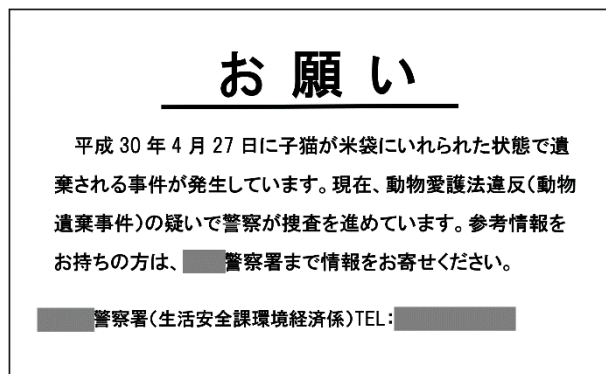 お願い
平成30年4月27日に子猫が米袋にいれられた状態で遺
棄される事件が発生しています。現在、動物愛護法違反(動物
遺棄事件)の疑いで警察が捜査を進めています。参考情報を
お持ちの方は、警察署まで情報をお寄せください。
警察署(生活安全課環境経済係)TEL: